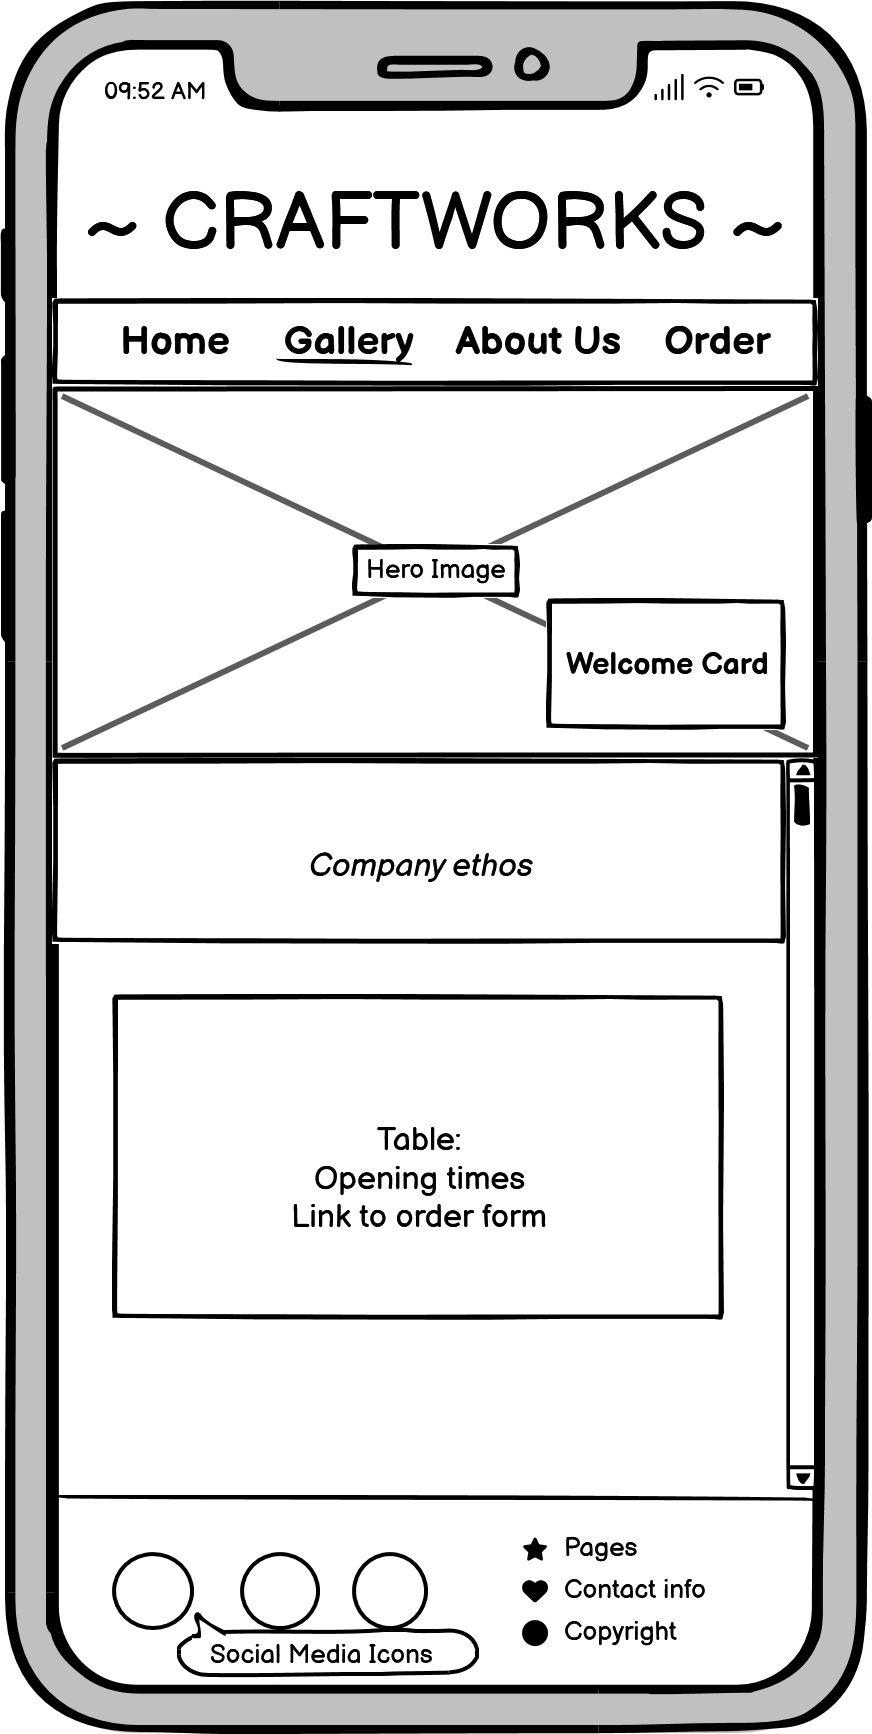 09:52 AM
~ CRAFTWORKS ~
Home Gallery About Us Order
Hero Image
Welcome Card
Company ethos
Table:
Opening times
Link to order form
Pages
Contact info
Copyright
Social Media Icons